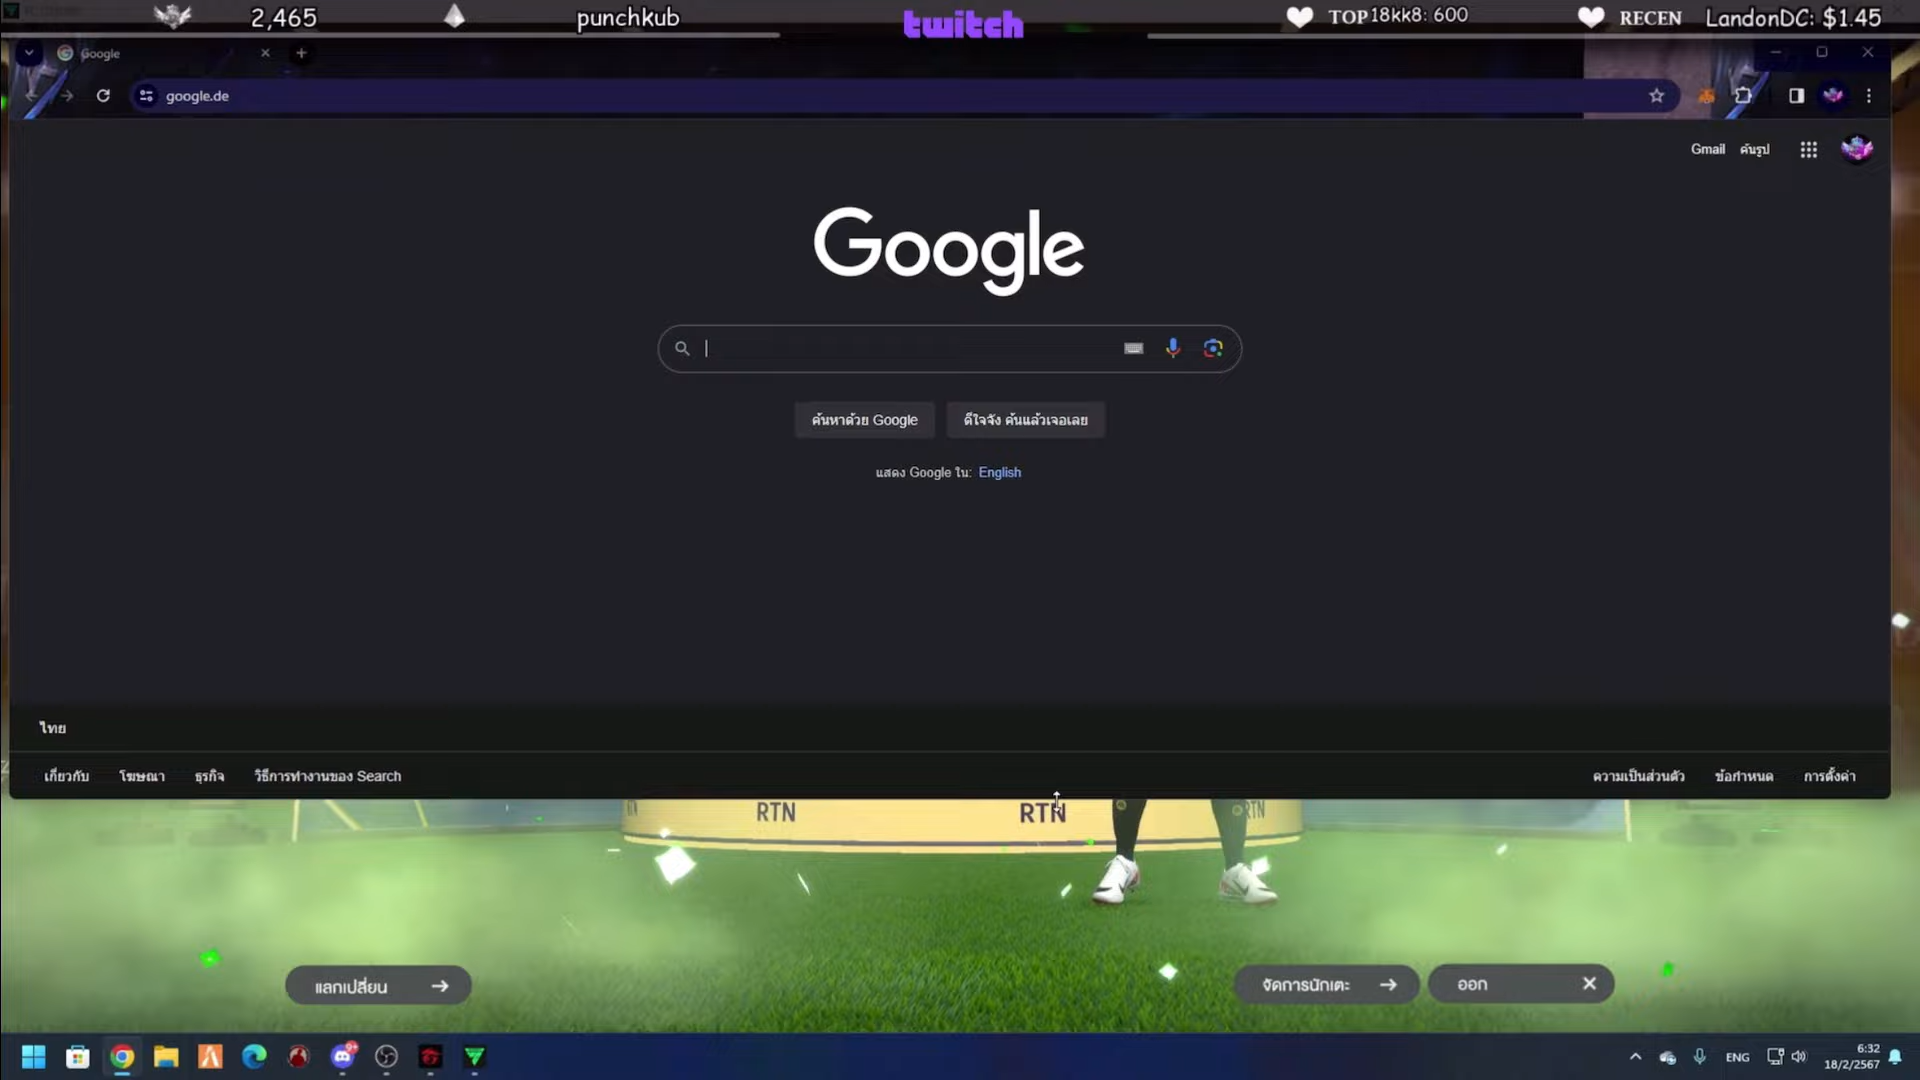 2,465
punchkub
twitch
TOP 18kk8: 600
RECEN LandonDC: $1.45
Google
google.de
Gmail ค้นรูป
Google
ค้นหาด้วย Google ดีใจจัง ค้นแล้วเจอเลย
แสดง Google ใน: English
ไทย
เกี่ยวกับ โฆษณา ธุรกิจ วิธีการทำงานของ Search
ความเป็นส่วนตัว ข้อกำหนด การตั้งค่า
RTN RTN RTN
แลกเปลี่ยน
จัดการนักเตะ ออก
ENG
6:32
18/2/2567